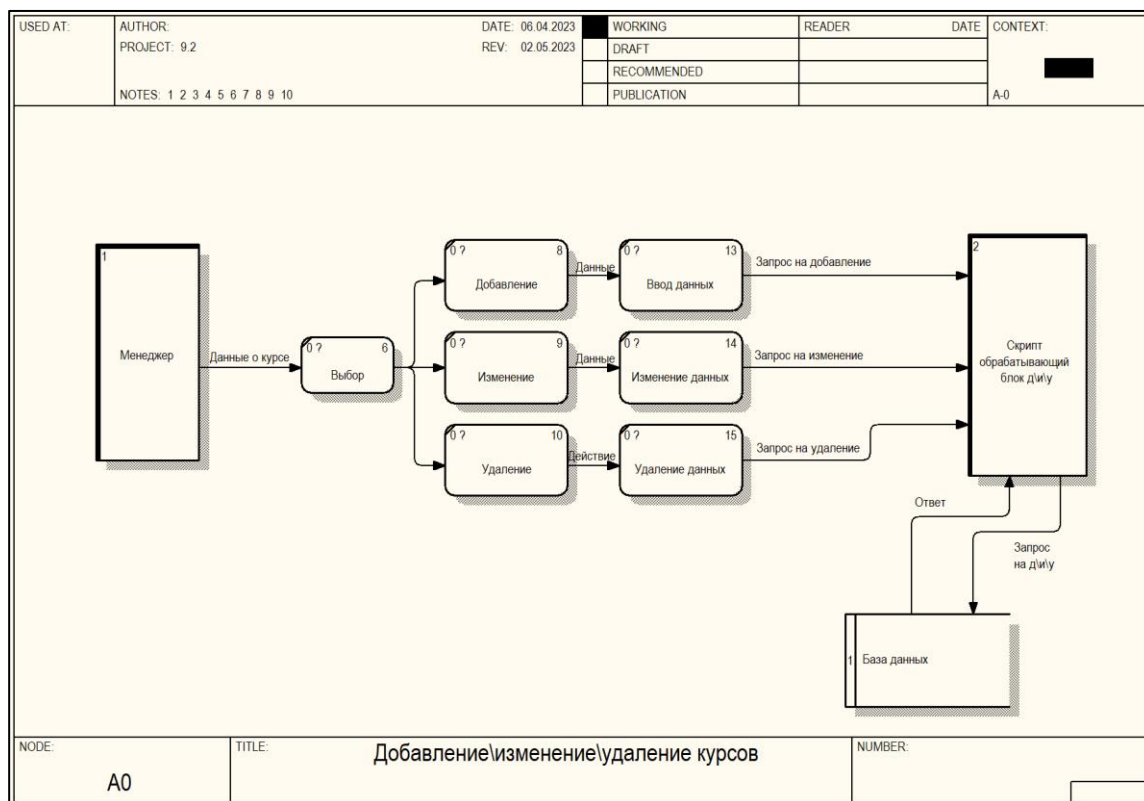 USED AT:
AUTHOR:
DATE: 06.04.2023
PROJECT: 9.2
REV: 02.05.2023
NOTES: 1 2 3 4 5 6 7 8 9 10
WORKING
DRAFT
RECOMMENDED
PUBLICATION
READER
DATE
CONTEXT:
A-0
1
Менеджер
Данные о курсе
0 ?
6
Выбор
0 ?
8
Добавление
Данные
0 ?
13
Ввод данных
Запрос на добавление
0 ?
9
Изменение
Данные
0 ?
14
Изменение данных
Запрос на изменение
0 ?
10
Удаление
Действие
0 ?
15
Удаление данных
Запрос на удаление
2
Скрипт
обрабатывающий
блок д\и\у
Ответ
Запрос
на д\и\у
1
База данных
NODE:
A0
TITLE:
Добавление\изменение\удаление курсов
NUMBER: